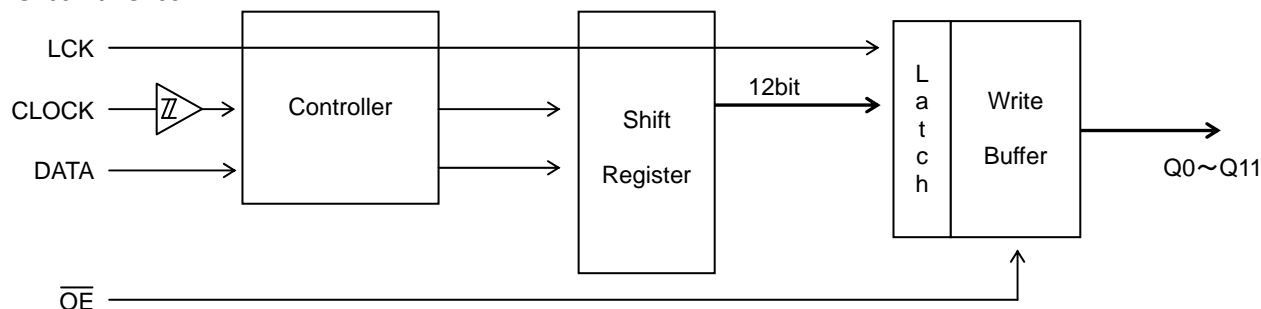 LCK
CLOCK
DATA
OE
Controller
Shift
Register
12bit
Latch
Write
Buffer
Q0～Q11